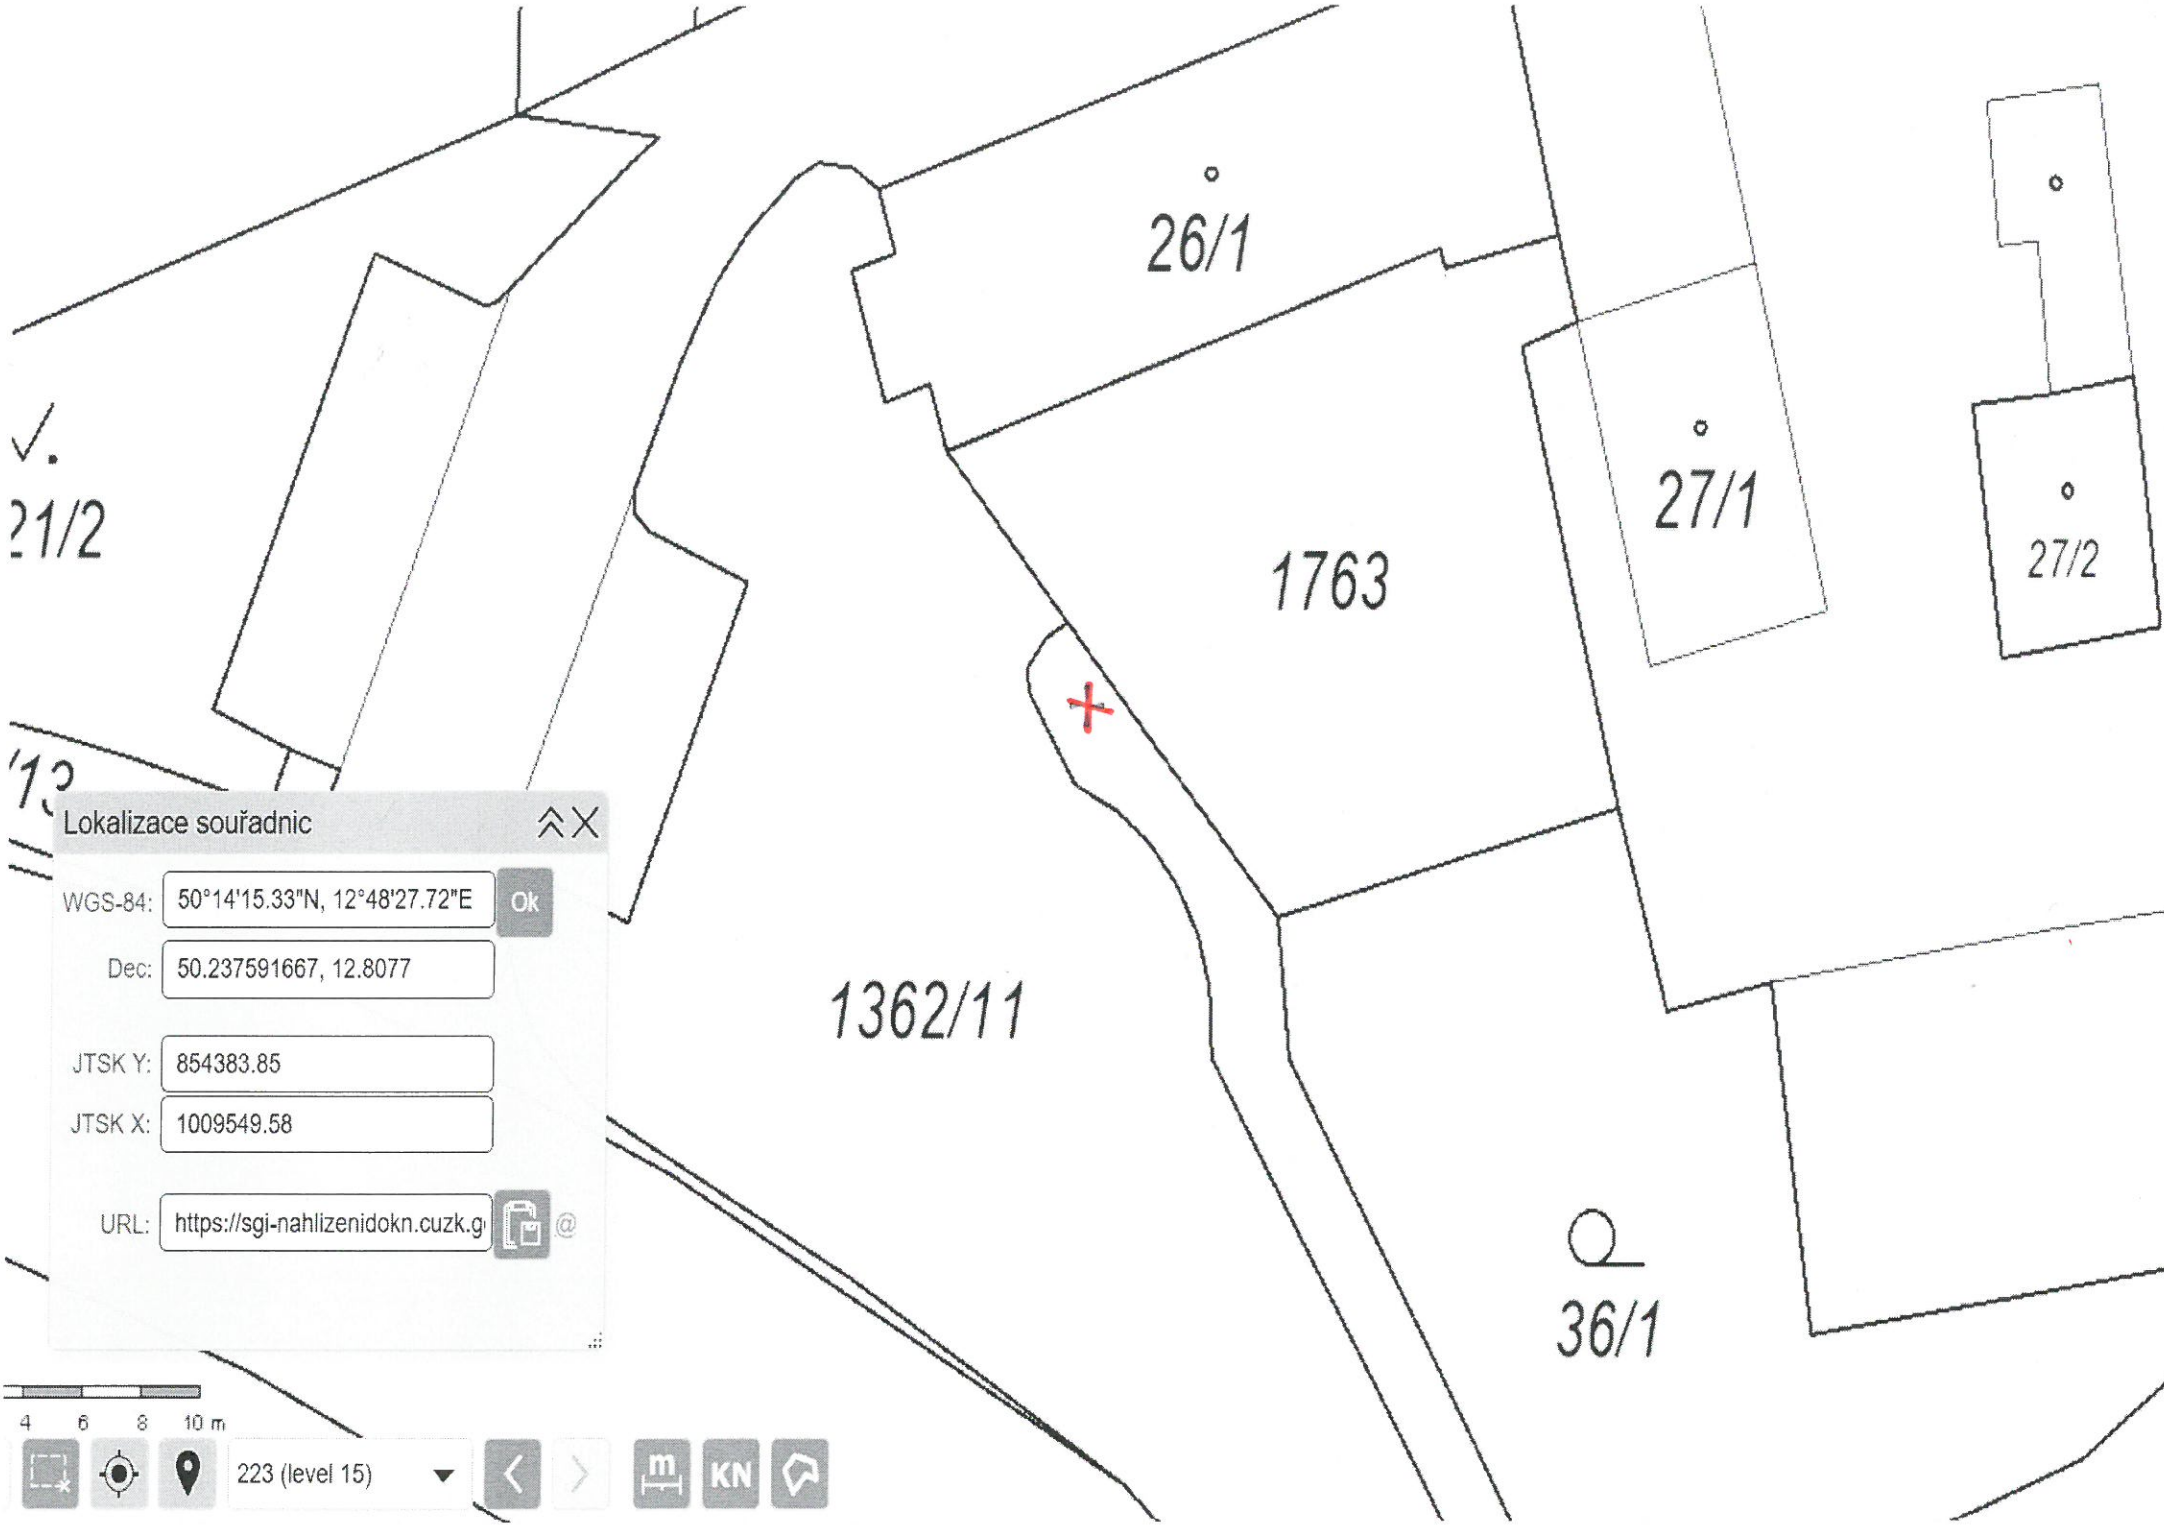 26/1
27/1
27/2
v.
21/2
1763
/13
Lokalizace souřadnic
WGS-84: 50°14'15.33"N, 12°48'27.72"E Ok
Dec: 50.237591667, 12.8077
JTSK Y: 854383.85
JTSK X: 1009549.58
URL: https://sgi-nahlizenidokn.cuzk.g @
1362/11
36/1
4 6 8 10 m
223 (level 15) m KN